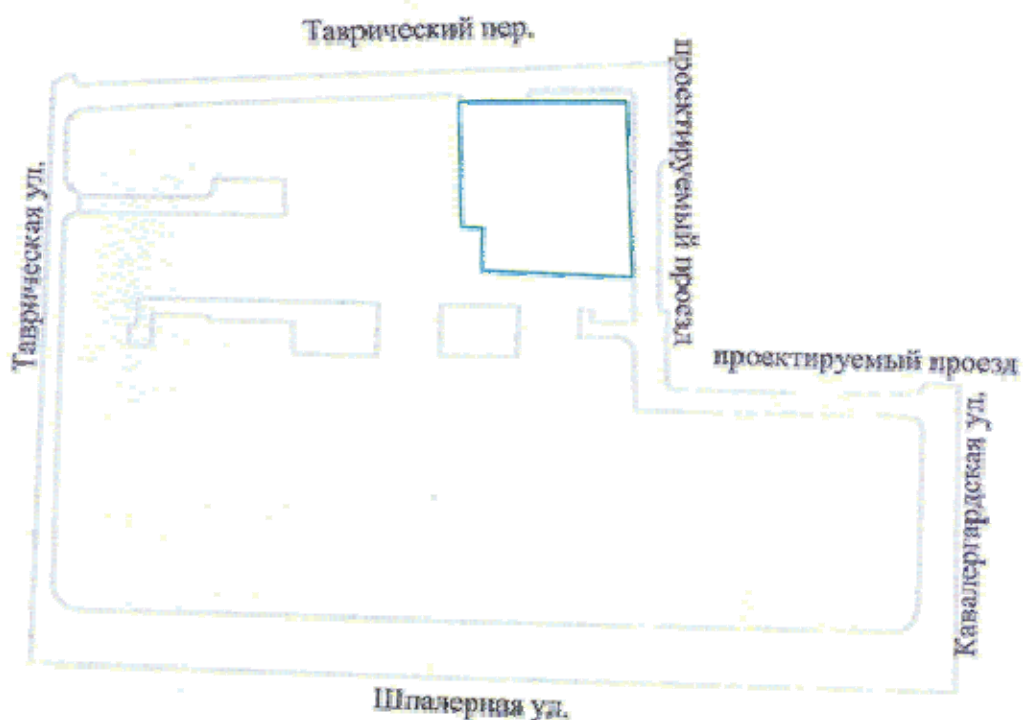 Таврический пер.
проектируемый проезд
Таврическая ул.
проектируемый проезд
Кавалергардская ул.
Шпалерная ул.